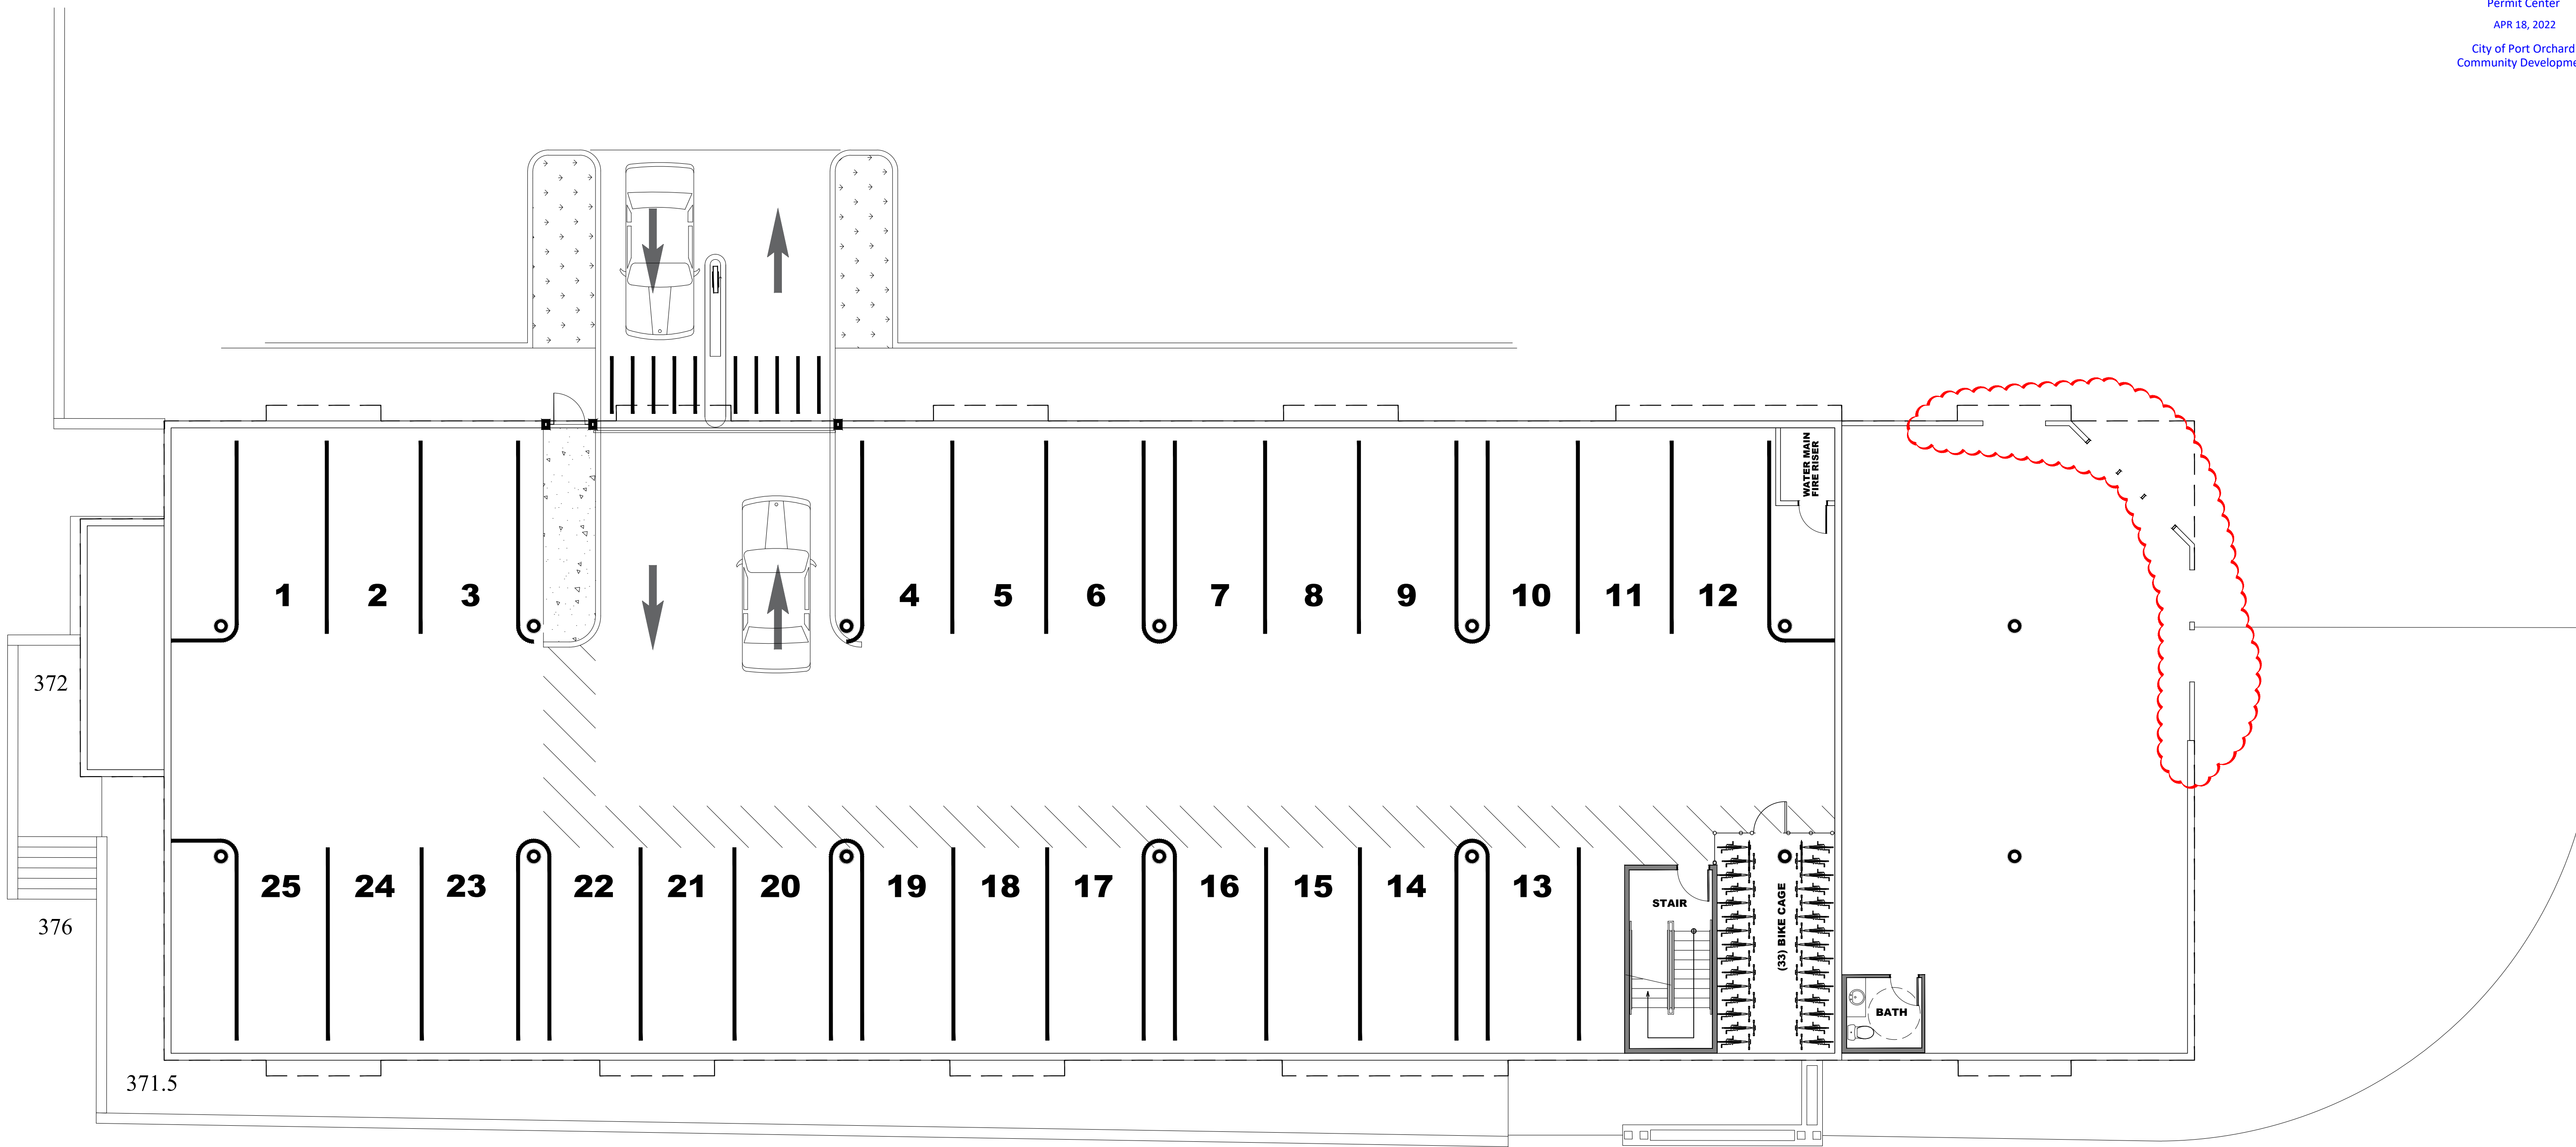 Permit Center
APR 18, 2022
City of Port Orchard
Community Developme
WATER MAIN
FIRE RISER
1 2 3 4 5 6 7 8 9 10 11 12
372
25 24 23 22 21 20 19 18 17 16 15 14 13
STAIR
(33) BIKE CAGE
376
BATH
371.5